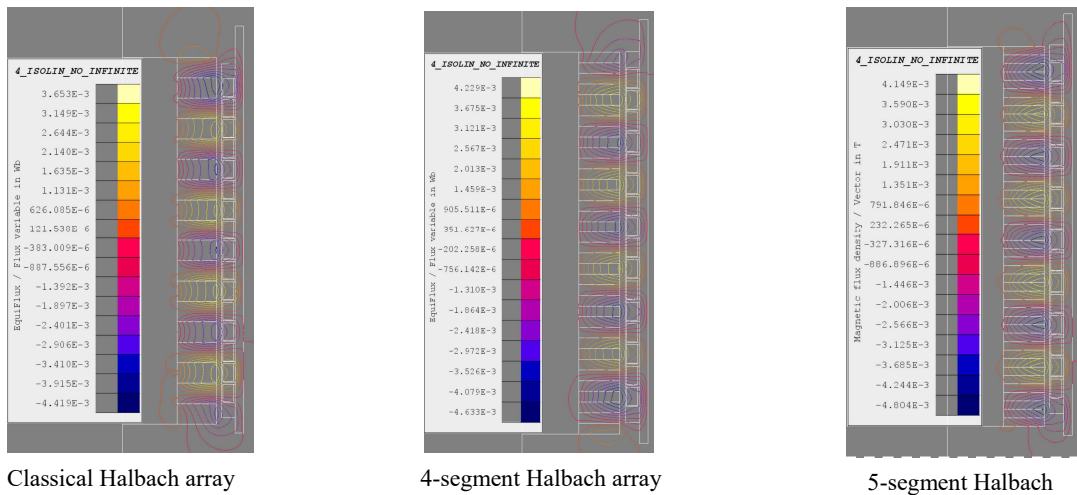 4_ISOLIN_NO_INFINITE
3.653E-3
3.149E-3
2.644E-3
2.140E-3
1.635E-3
1.131E-3
626.085E-6
121.530E-6
-383.009E-6
-887.556E-6
-1.392E-3
-1.897E-3
-2.401E-3
-2.906E-3
-3.410E-3
-3.915E-3
-4.419E-3
EquiFlux / Flux variable in Wb
Classical Halbach array
4_ISOLIN_NO_INFINITE
4.229E-3
3.675E-3
3.121E-3
2.567E-3
2.013E-3
1.459E-3
905.511E-6
351.627E-6
-202.258E-6
-756.142E-6
-1.310E-3
-1.864E-3
-2.418E-3
-2.972E-3
-3.526E-3
-4.079E-3
-4.633E-3
EquiFlux / Flux variable in Wb
4-segment Halbach array
4_ISOLIN_NO_INFINITE
4.149E-3
3.590E-3
3.030E-3
2.471E-3
1.911E-3
1.351E-3
791.846E-6
232.265E-6
-327.316E-6
-886.896E-6
-1.446E-3
-2.006E-3
-2.566E-3
-3.125E-3
-3.685E-3
-4.244E-3
-4.804E-3
Magnetic flux density / Vector in T
5-segment Halbach